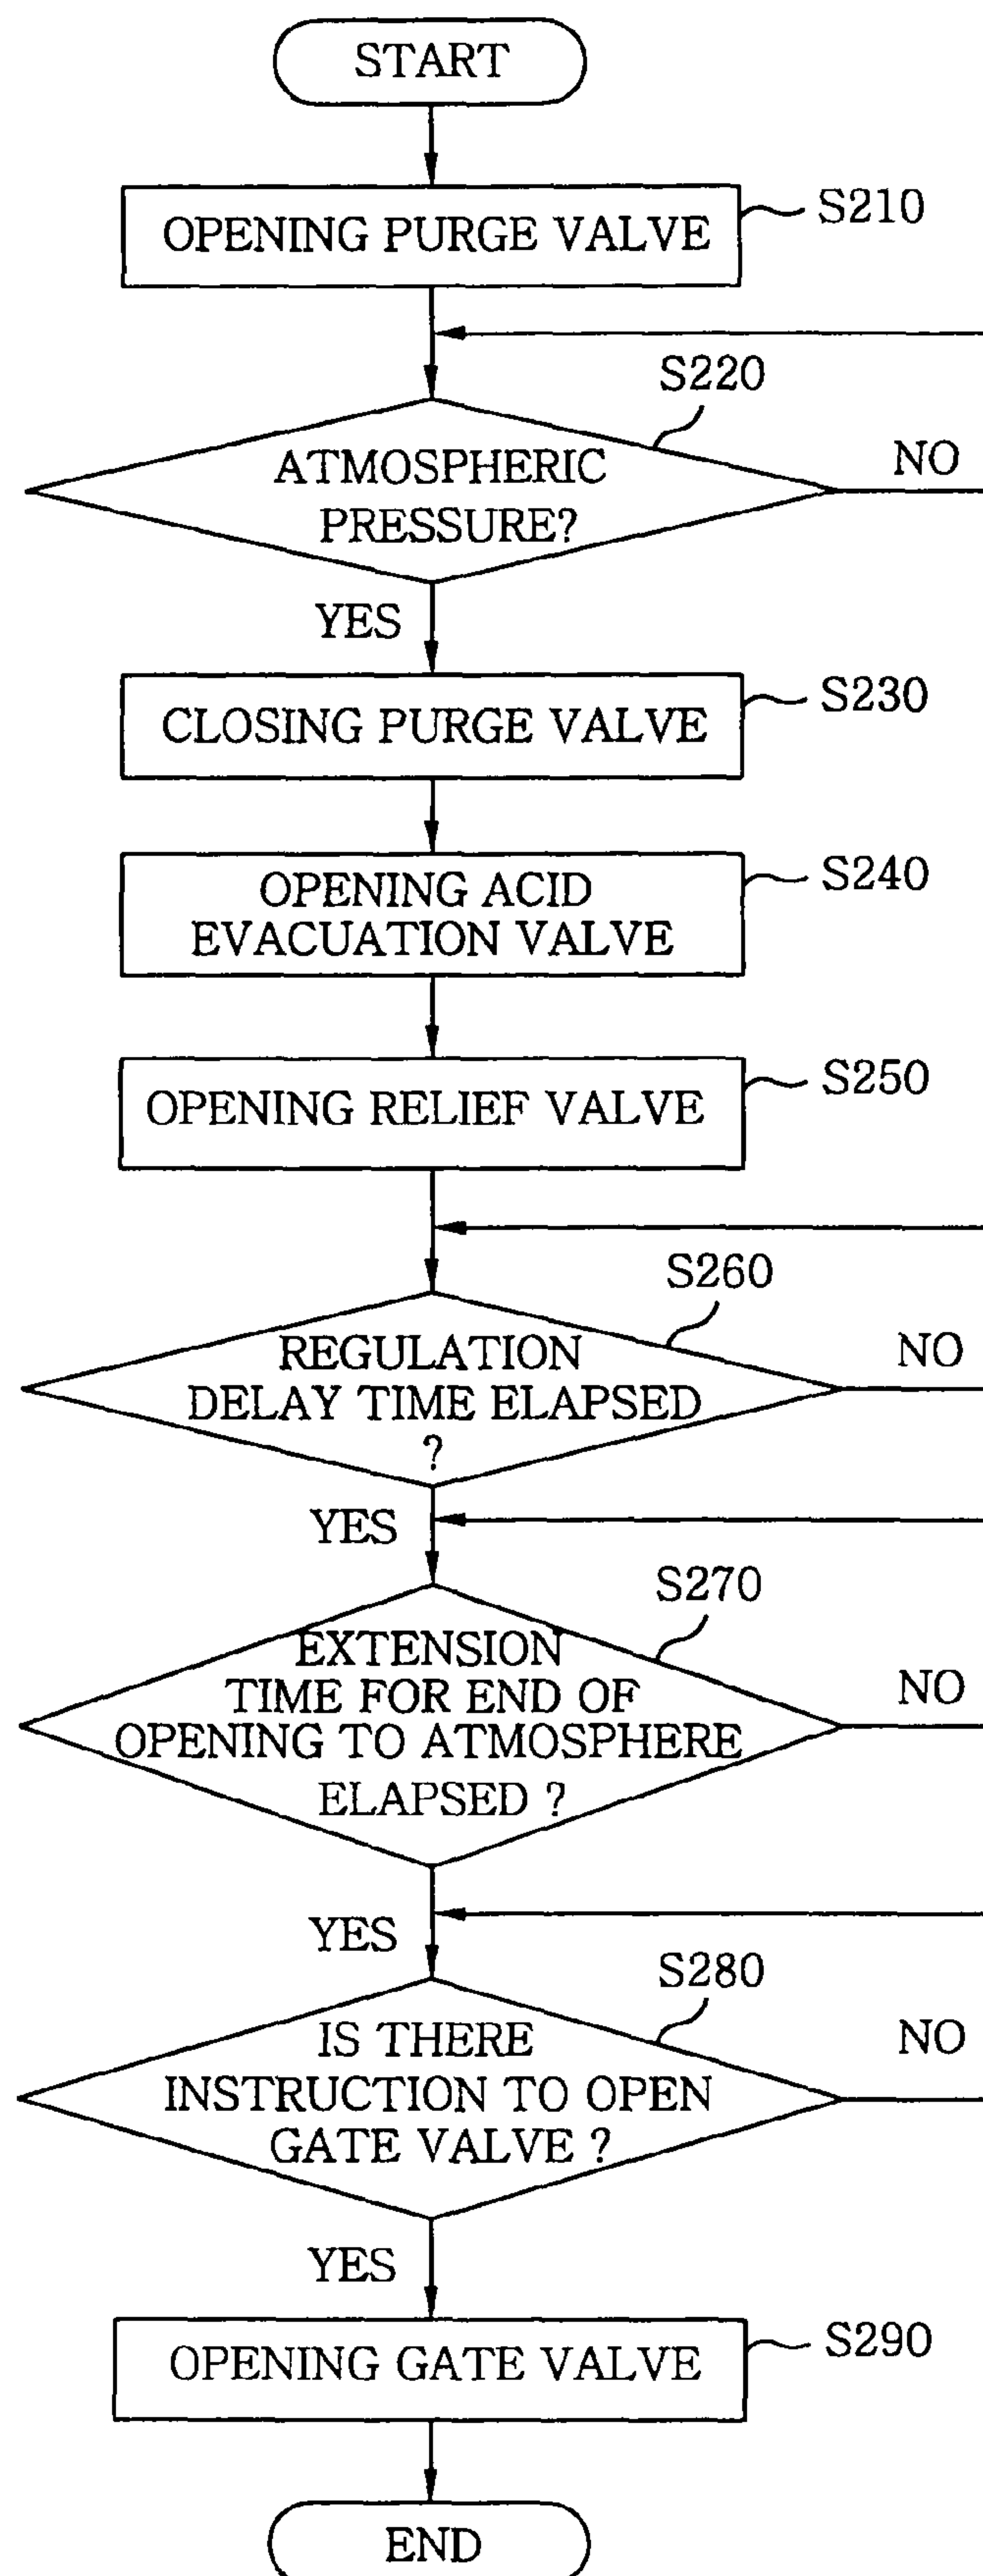 START
OPENING PURGE VALVE
S210
S220
ATMOSPHERIC
PRESSURE?
NO
YES
CLOSING PURGE VALVE
S230
OPENING ACID
EVACUATION VALVE
S240
OPENING RELIEF VALVE
S250
S260
REGULATION
DELAY TIME ELAPSED
?
NO
YES
S270
EXTENSION
TIME FOR END OF
OPENING TO ATMOSPHERE
ELAPSED ?
NO
YES
S280
IS THERE
INSTRUCTION TO OPEN
GATE VALVE ?
NO
YES
OPENING GATE VALVE
S290
END